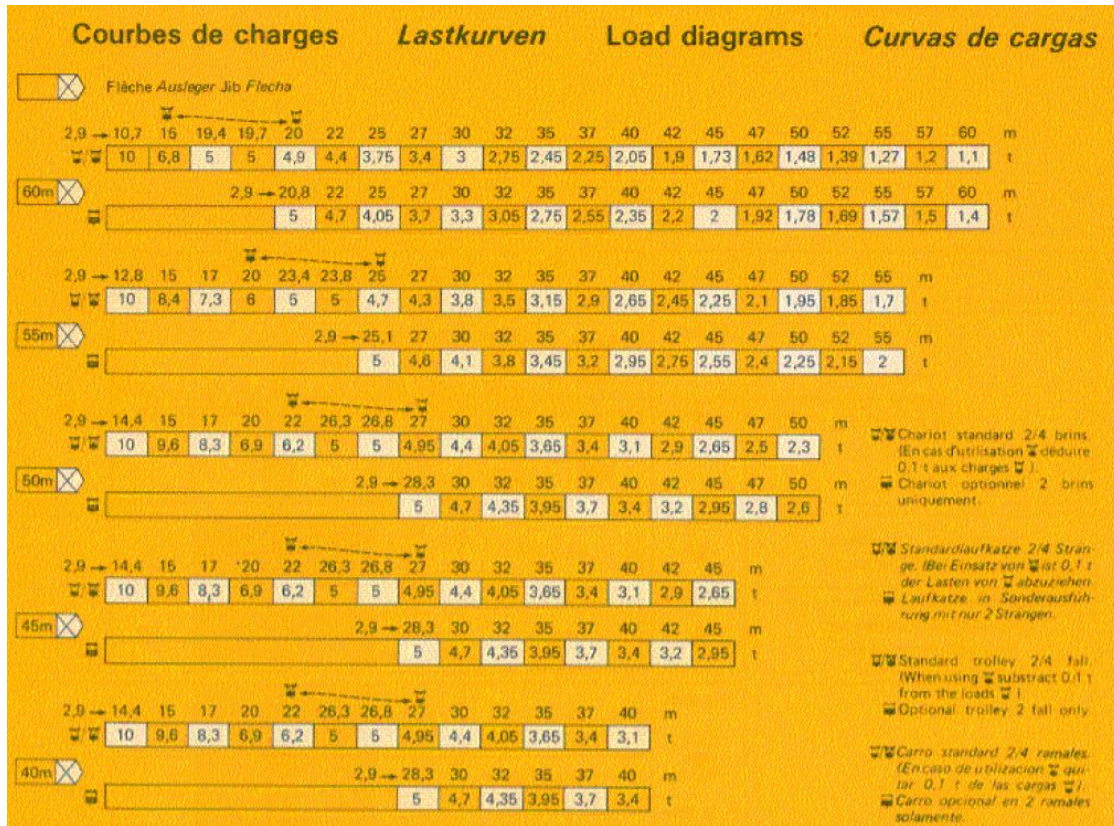 Courbes de charges Lastkurven Load diagrams Curvas de cargas
Flèche Ausleger Jib Flecha
2,9 → 10,7 15 19,4 19,7 20 22 25 27 30 32 35 37 40 42 45 47 50 52 55 57 60 m
10 6,8 5 5 4,9 4,4 3,75 3,4 3 2,75 2,45 2,25 2,05 1,9 1,73 1,62 1,48 1,39 1,27 1,2 1,1 t
60m 2,9 → 20,8 22 25 27 30 32 35 37 40 42 45 47 50 52 55 57 60 m
5 4,7 4,05 3,7 3,3 3,05 2,75 2,55 2,35 2,2 2 1,92 1,78 1,69 1,57 1,5 1,4 t
2,9 → 12,8 15 17 20 23,4 23,8 25 27 30 32 35 37 40 42 45 47 50 52 55 m
10 8,4 7,3 6 5 5 4,7 4,3 3,8 3,5 3,15 2,9 2,65 2,45 2,25 2,1 1,95 1,85 1,7 t
55m 2,9 → 25,1 27 30 32 35 37 40 42 45 47 50 52 55 m
5 4,6 4,1 3,8 3,45 3,2 2,95 2,75 2,55 2,4 2,25 2,15 2 t
2,9 → 14,4 15 17 20 22 26,3 26,8 27 30 32 35 37 40 42 45 47 50 m
10 9,6 8,3 6,9 6,2 5 5 4,95 4,4 4,05 3,65 3,4 3,1 2,9 2,65 2,5 2,3 t
50m 2,9 → 28,3 30 32 35 37 40 42 45 47 50 m
5 4,7 4,35 3,95 3,7 3,4 3,2 2,95 2,8 2,6 t
2,9 → 14,4 15 17 20 22 26,3 26,8 27 30 32 35 37 40 42 45 m
10 9,6 8,3 6,9 6,2 5 5 4,95 4,4 4,05 3,65 3,4 3,1 2,9 2,65 t
45m 2,9 → 28,3 30 32 35 37 40 42 45 m
5 4,7 4,35 3,95 3,7 3,4 3,2 2,95 t
2,9 → 14,4 15 17 20 22 26,3 26,8 27 30 32 35 37 40 m
10 9,6 8,3 6,9 6,2 5 5 4,95 4,4 4,05 3,65 3,4 3,1 t
40m 2,9 → 28,3 30 32 35 37 40 m
5 4,7 4,35 3,95 3,7 3,4 t
Chariot standard 2/4 brins.
(En cas d'utilisation déduire
0,1 t aux charges ).
Chariot optionnel 2 brins
uniquement.
Standardlaufkatze 2/4 Stran-
ge. (Bei Einsatz von ist 0,1 t
der Lasten von abzuziehen.
Laufkatze in Sonderausfüh-
rung mit nur 2 Strangen.
Standard trolley 2/4 fall.
(When using substract 0,1 t
from the loads ).
Optional trolley 2 fall only.
Carro standard 2/4 ramales.
(En caso de utilizacion qui-
tar 0,1 t de las cargas ).
Carro opcional en 2 ramales
solamente.